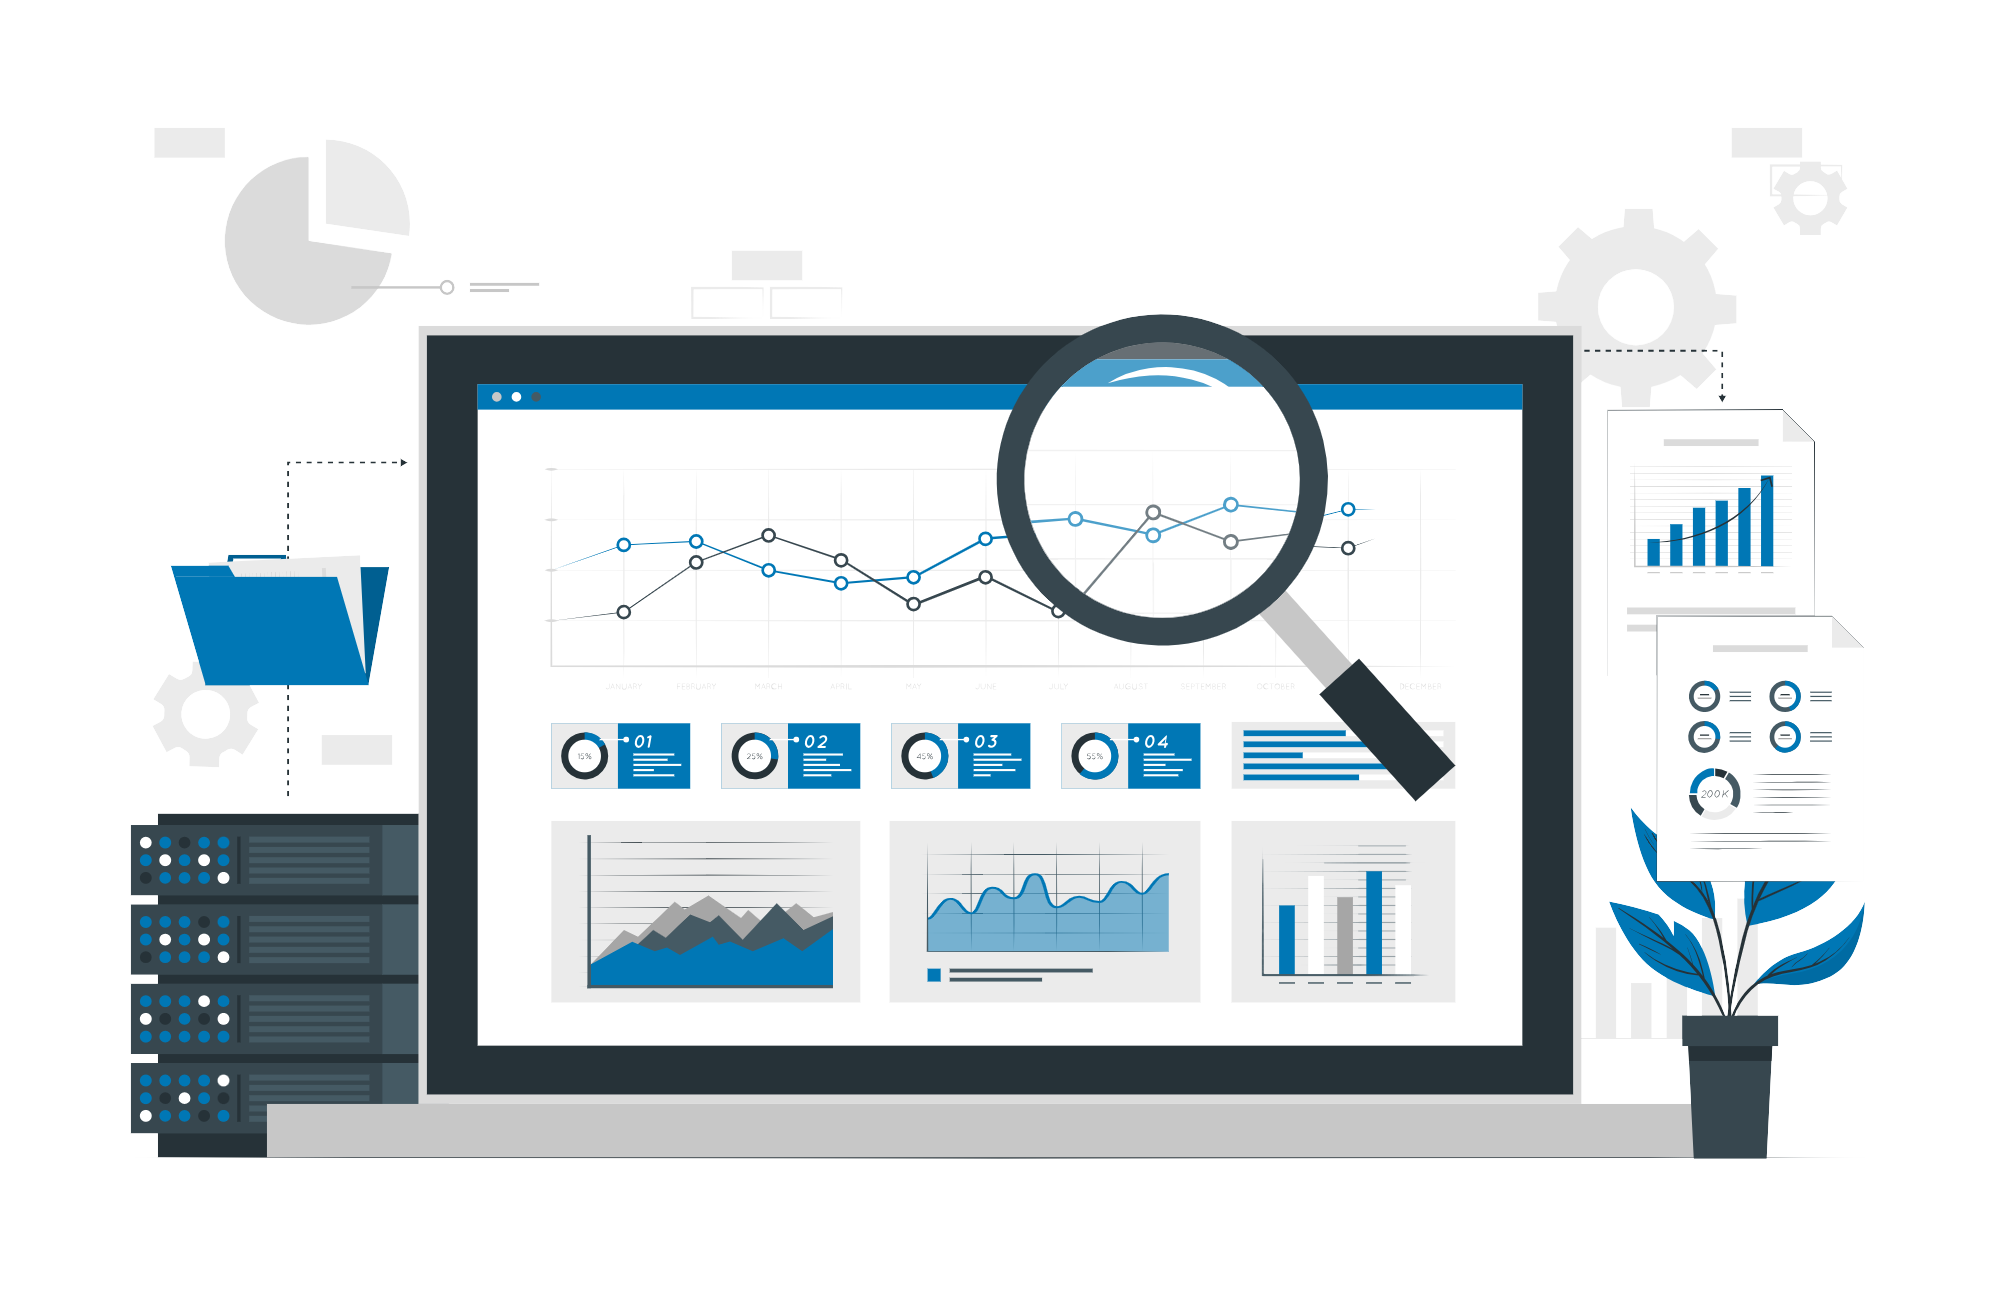 JANUARY FEBRUARY MARCH APRIL MAY JUNE JULY AUGUST SEPTEMBER OCTOBER DECEMBER
15% 01 25% 02 45% 03 55% 04
200K